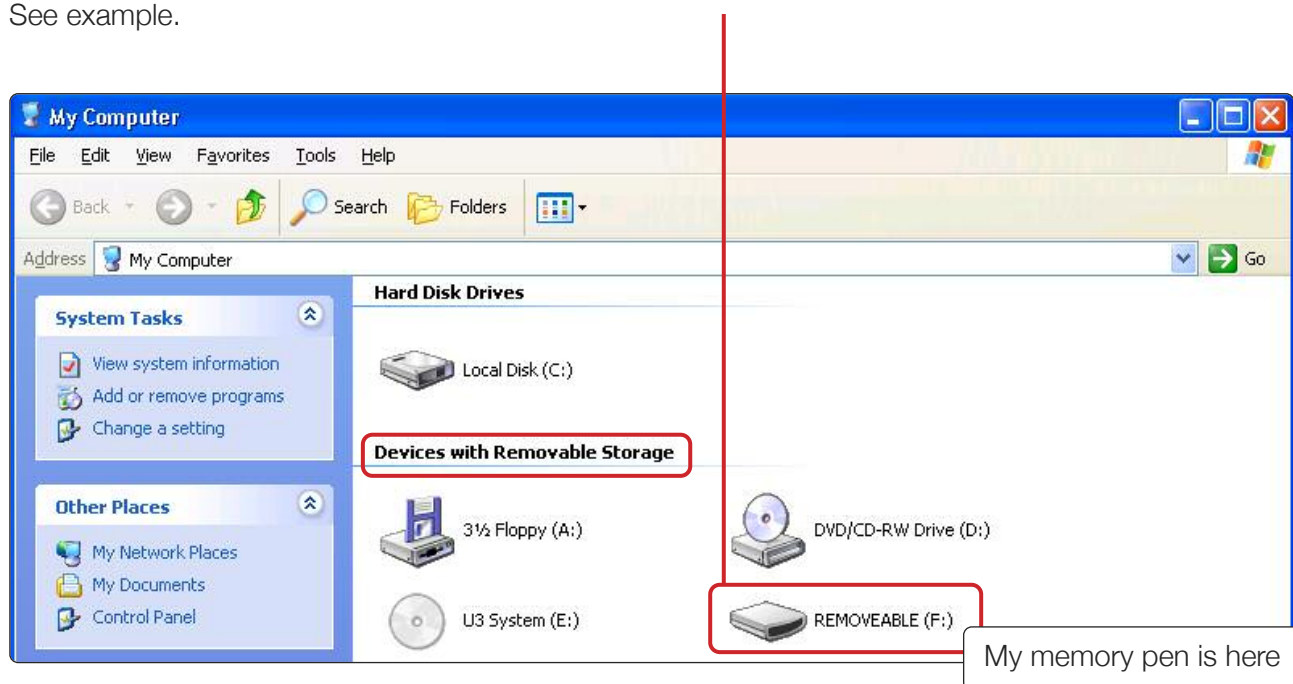 See example.
My Computer
File Edit View Favorites Tools Help
Back Search Folders
Address My Computer Go
Hard Disk Drives
System Tasks
View system information
Local Disk (C:)
Add or remove programs
Change a setting
Devices with Removable Storage
Other Places
3½ Floppy (A:) DVD/CD-RW Drive (D:)
My Network Places
My Documents
Control Panel
U3 System (E:) REMOVEABLE (F:)
My memory pen is here